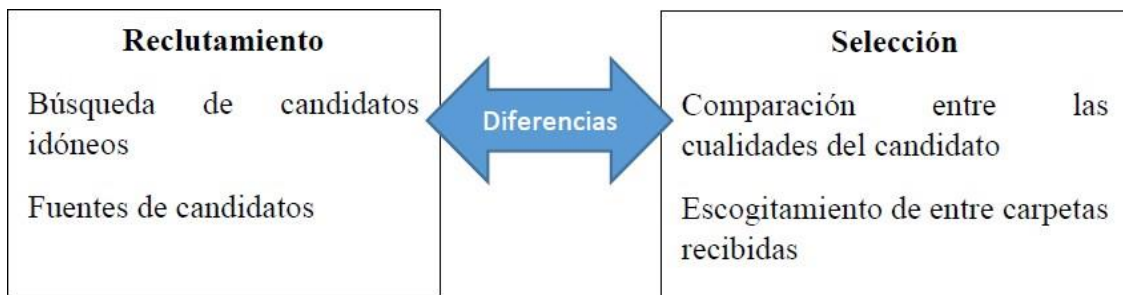 Reclutamiento
Búsqueda de candidatos
idóneos
Fuentes de candidatos
Diferencias
Selección
Comparación entre las
cualidades del candidato
Escogitamiento de entre carpetas
recibidas